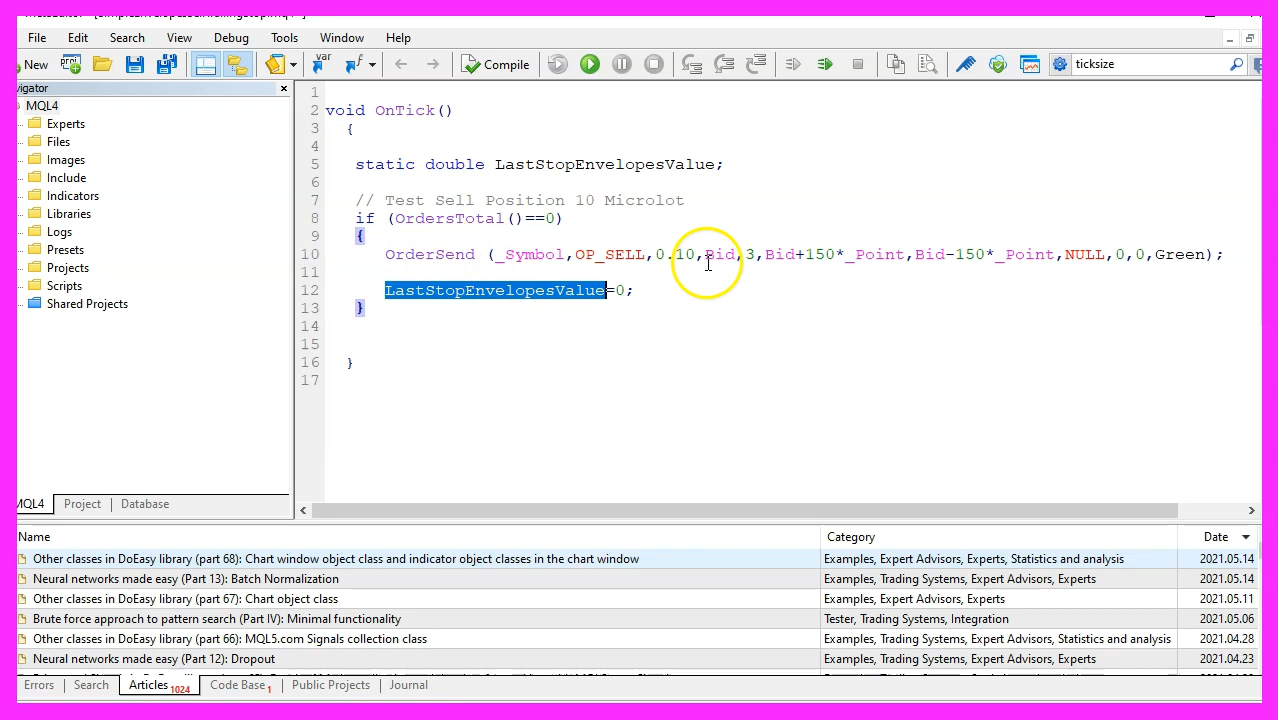 File Edit Search View Debug Tools Window Help
New Compile ticksize
MQL4
Experts
Files
Images
Include
Indicators
Libraries
Logs
Presets
Projects
Scripts
Shared Projects
MQL4 Project Database
1
2 void OnTick()
3 {
4
5 static double LastStopEnvelopesValue;
6
7 // Test Sell Position 10 Microlot
8 if (OrdersTotal()==0)
9 {
10 OrderSend (_Symbol,OP_SELL,0.10,Bid,3,Bid+150*_Point,Bid-150*_Point,NULL,0,0,Green);
11
12 LastStopEnvelopesValue=0;
13 }
14
15
16 }
17
Name Category Date
Other classes in DoEasy library (part 68): Chart window object class and indicator object classes in the chart window Examples, Expert Advisors, Experts, Statistics and analysis 2021.05.14
Neural networks made easy (Part 13): Batch Normalization Examples, Trading Systems, Expert Advisors, Experts 2021.05.14
Other classes in DoEasy library (part 67): Chart object class Examples, Expert Advisors, Experts 2021.05.11
Brute force approach to pattern search (Part IV): Minimal functionality Tester, Trading Systems, Integration 2021.05.06
Other classes in DoEasy library (part 66): MQL5.com Signals collection class Examples, Expert Advisors, Experts, Statistics and analysis 2021.04.28
Neural networks made easy (Part 12): Dropout Examples, Trading Systems, Expert Advisors, Experts 2021.04.23
Errors Search Articles 1024 Code Base 1 Public Projects Journal